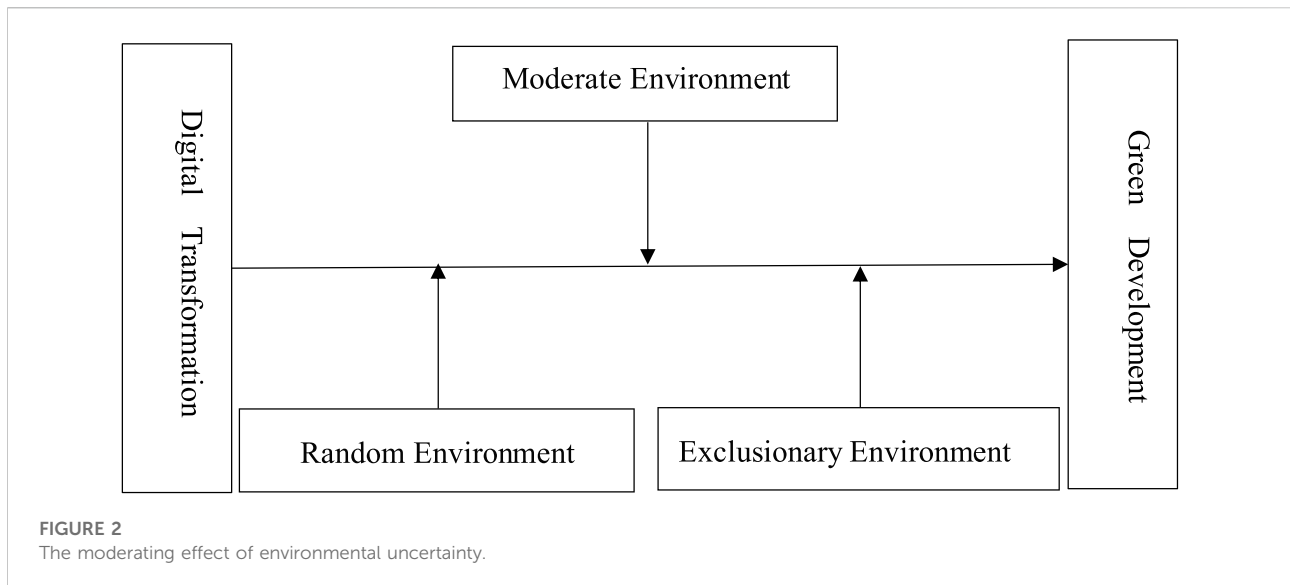 Digital Transformation
Moderate Environment
Green Development
Random Environment
Exclusionary Environment
FIGURE 2
The moderating effect of environmental uncertainty.